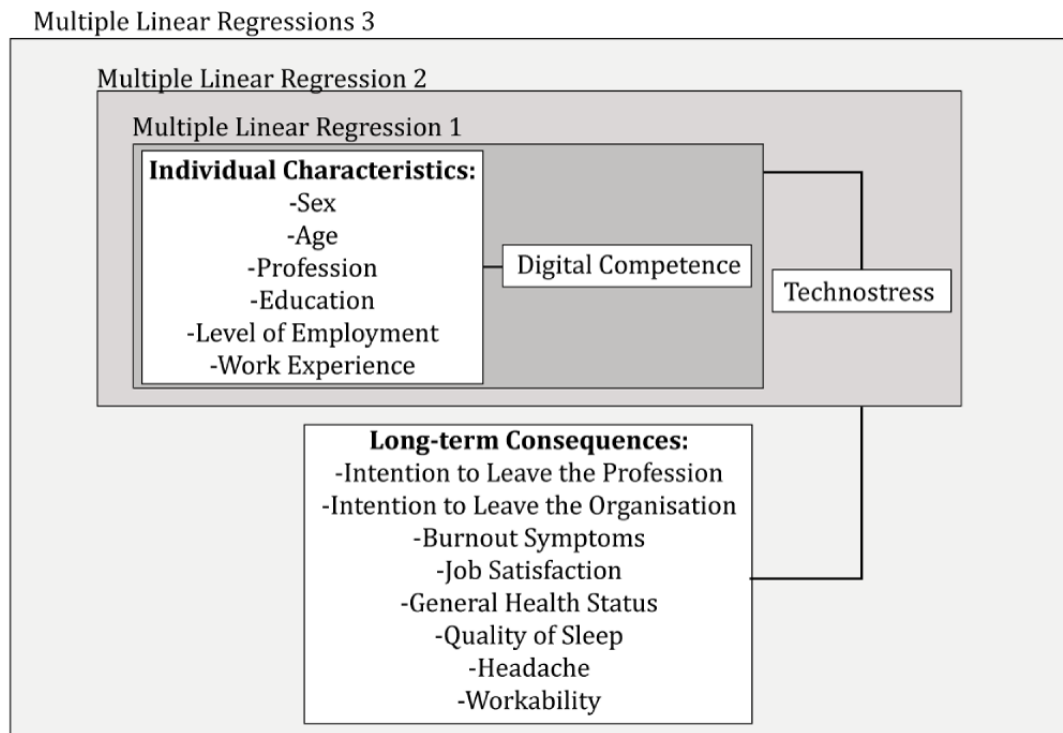 Multiple Linear Regressions 3
Multiple Linear Regression 2
Multiple Linear Regression 1
Individual Characteristics:
-Sex
-Age
-Profession
-Education
-Level of Employment
-Work Experience
Digital Competence
Technostress
Long-term Consequences:
-Intention to Leave the Profession
-Intention to Leave the Organisation
-Burnout Symptoms
-Job Satisfaction
-General Health Status
-Quality of Sleep
-Headache
-Workability